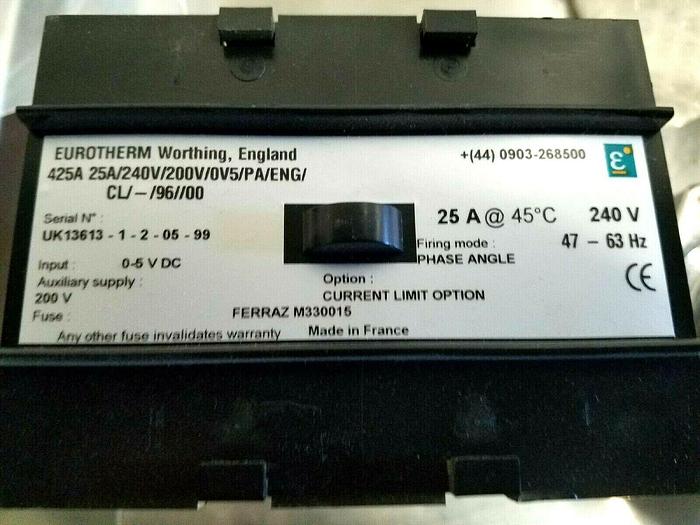 EUROTHERM Worthing, England
+(44) 0903-268500
ε
425A 25A/240V/200V/0V5/PA/ENG/
CL/-/96//00
Serial N° :
UK13613 - 1 - 2 - 05 - 99
25 A @ 45°C 240 V
Firing mode : 47 - 63 Hz
PHASE ANGLE
Input : 0-5 V DC
Auxiliary supply :
200 V
Option :
CURRENT LIMIT OPTION
CE
Fuse : FERRAZ M330015
Any other fuse invalidates warranty Made in France